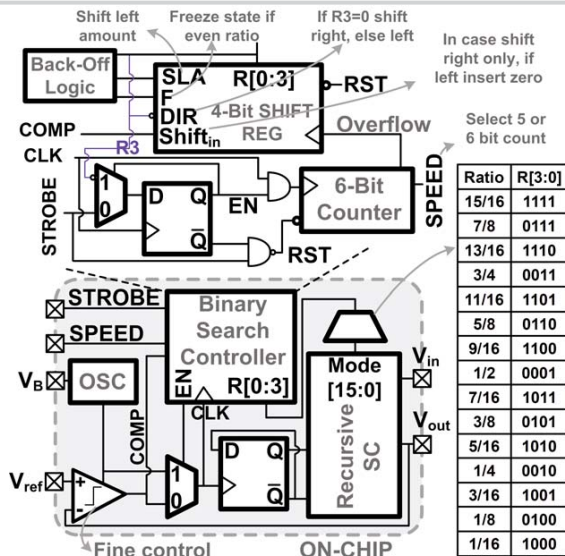 Shift left
amount
Freeze state if
even ratio
If R3=0 shift
right, else left
In case shift
right only, if
left insert zero
Back-Off
Logic
SLA R[0:3]
F
DIR 4-Bit SHIFT
Shiftin REG
RST
COMP
R3
CLK
Overflow
Select 5 or
6 bit count
STROBE
1
0
D Q
Q
EN
6-Bit
Counter
SPEED
RST
STROBE
SPEED
VB
OSC
Binary
Search
Controller
EN
R[0:3]
CLK
COMP
Vref
+
-
1
0
D Q
Q
Mode
[15:0]
Recursive
SC
Vin
Vout
Fine control
ON-CHIP
Ratio R[3:0]
15/16 1111
7/8 0111
13/16 1110
3/4 0011
11/16 1101
5/8 0110
9/16 1100
1/2 0001
7/16 1011
3/8 0101
5/16 1010
1/4 0010
3/16 1001
1/8 0100
1/16 1000